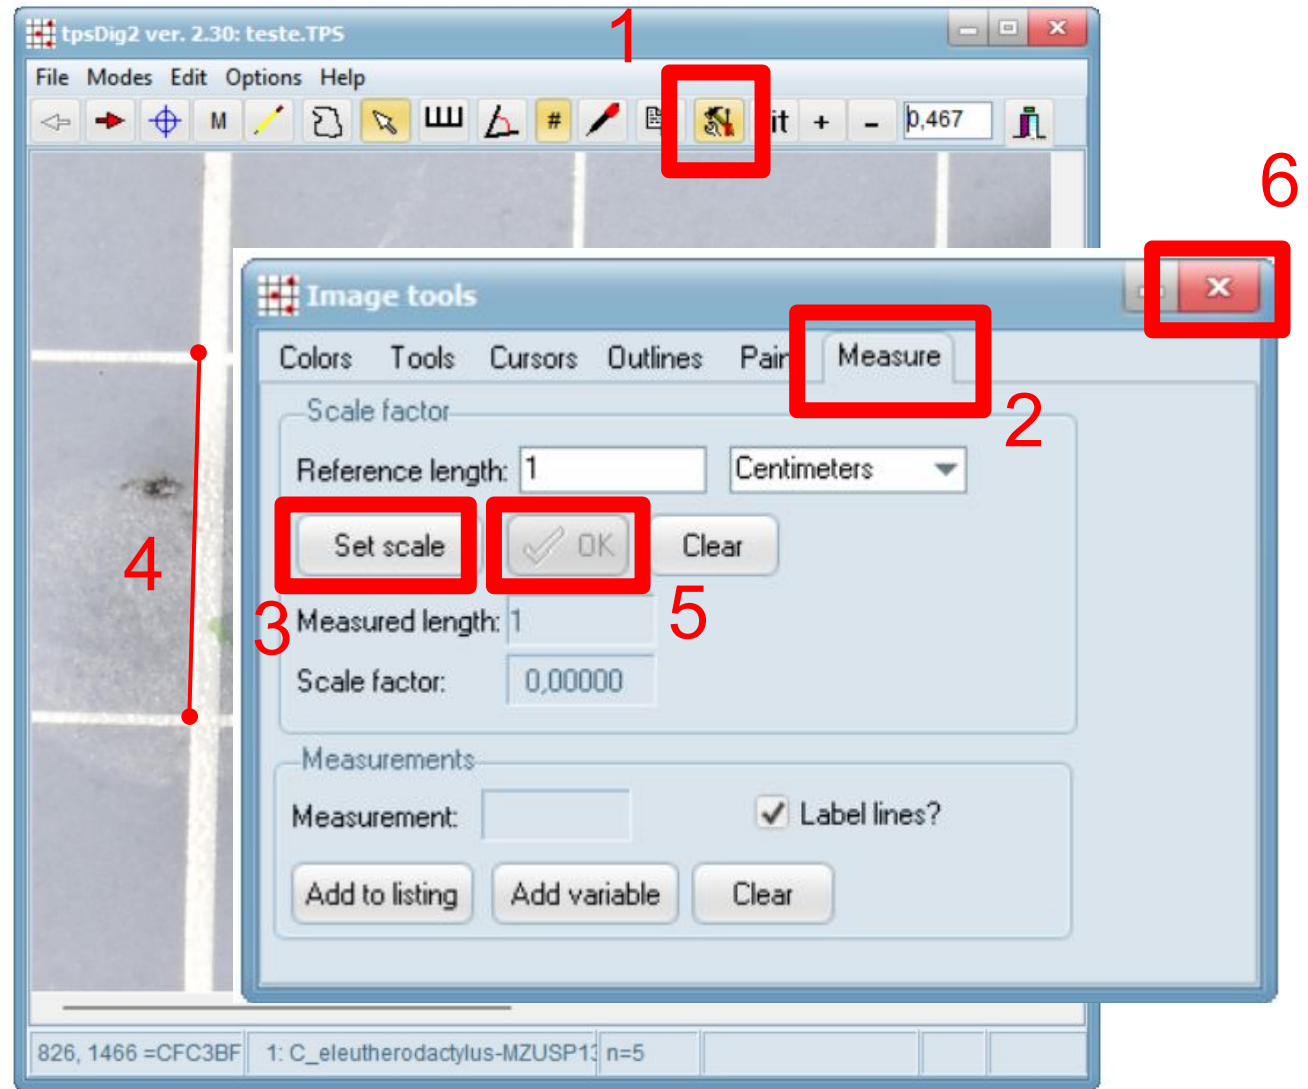 tpsDig2 ver. 2.30: teste.TPS
1
File Modes Edit Options Help
M # it + - 0,467
6
Image tools
Colors Tools Cursors Outlines Pain Measure
2
Scale factor
Reference length: 1 Centimeters
Set scale OK Clear
4
3
5
Measured length: 1
Scale factor: 0,00000
Measurements
Measurement: Label lines?
Add to listing Add variable Clear
826, 1466 =CFC3BF 1: C_eleutherodactylus-MZUSP13 n=5